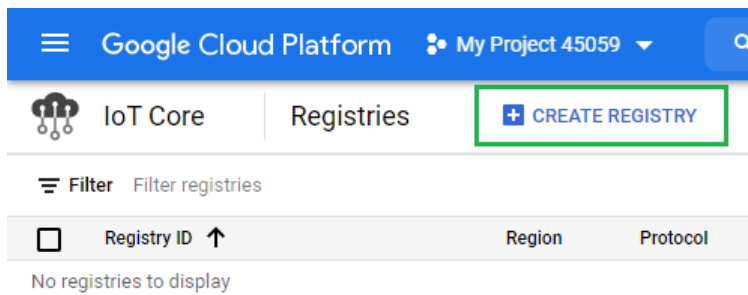 Google Cloud Platform My Project 45059
IoT Core Registries CREATE REGISTRY
Filter Filter registries
Registry ID Region Protocol
No registries to display